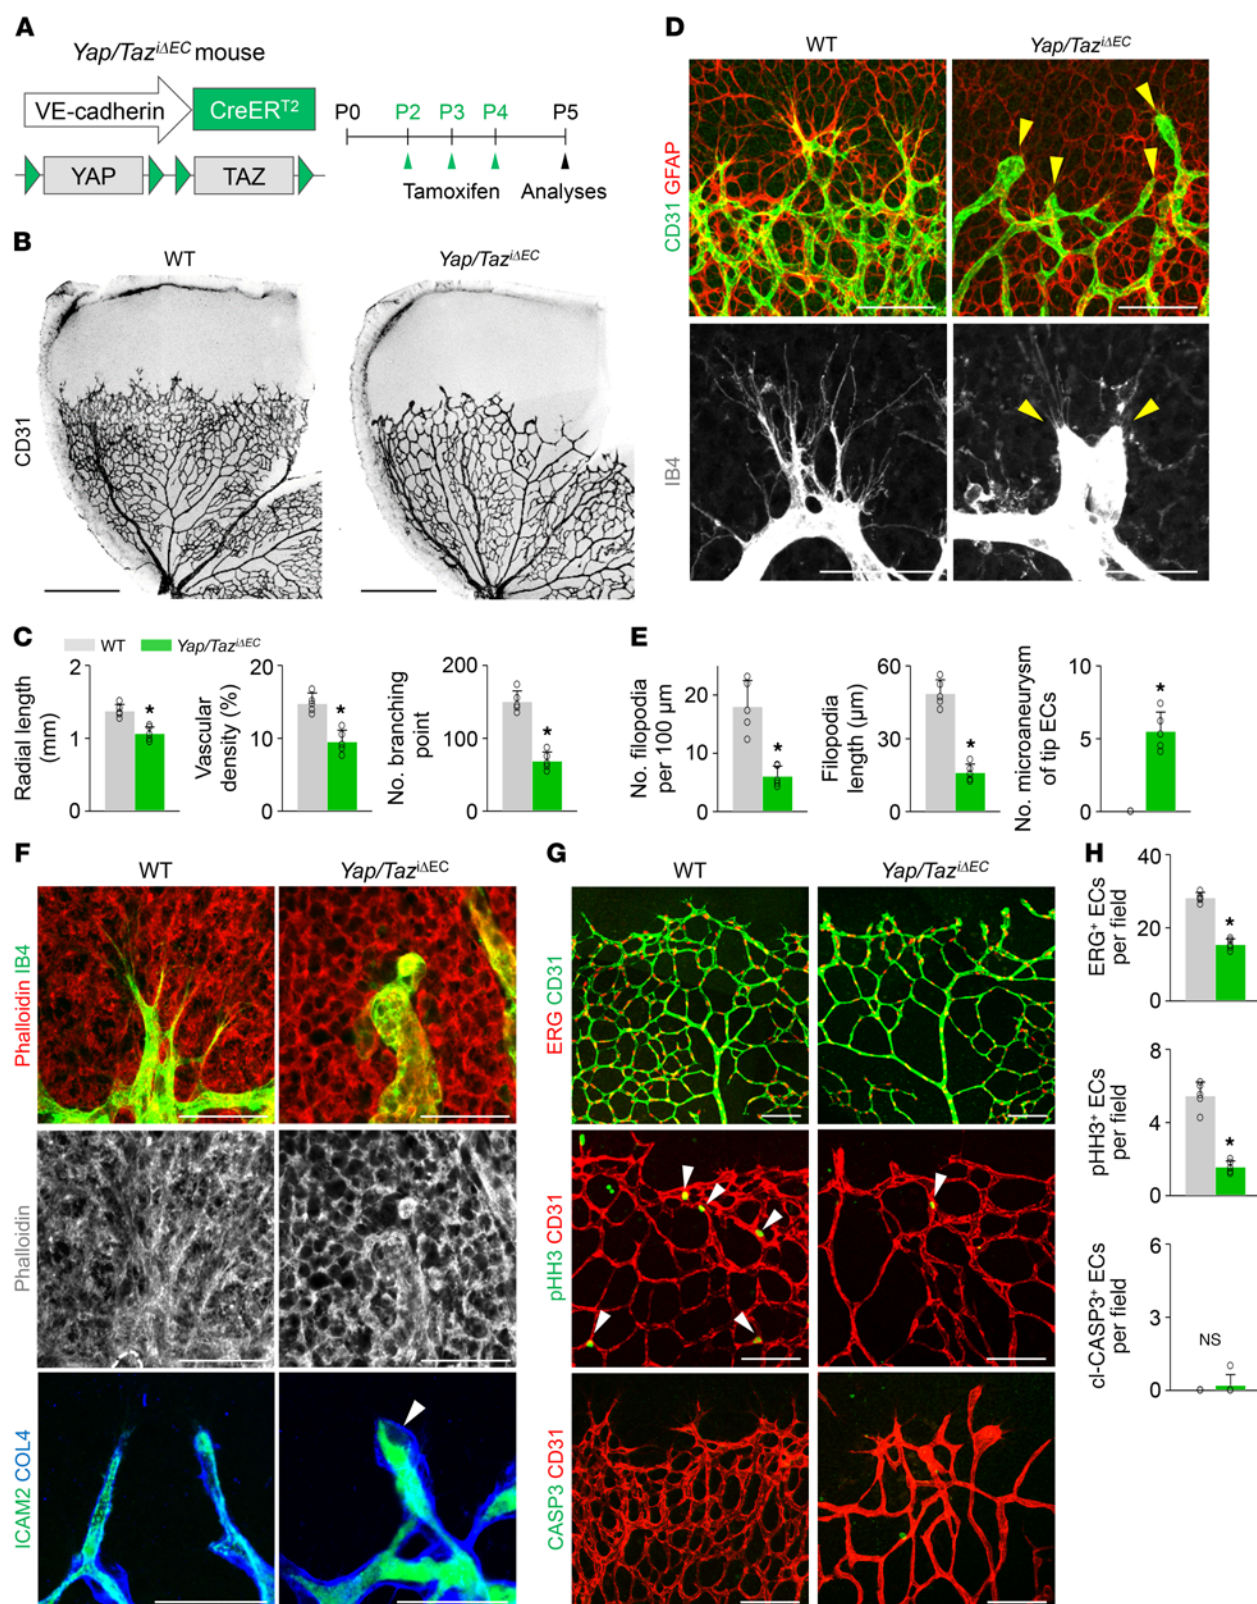 A
Yap/Taz^iΔEC mouse
VE-cadherin
CreER^T2
YAP
TAZ
P0 P2 P3 P4 P5
Tamoxifen
Analyses
B
WT
Yap/Taz^iΔEC
CD31
C
WT
Yap/Taz^iΔEC
Radial length
(mm)
2
1
0
*
Vascular
density (%)
20
10
0
*
No. branching
point
200
100
0
*
D
WT
Yap/Taz^iΔEC
CD31 GFAP
IB4
E
No. filopodia
per 100 µm
20
10
0
*
Filopodia
length (µm)
60
30
0
*
No. microaneurysm
of tip ECs
10
5
0
*
F
WT
Yap/Taz^iΔEC
Phalloidin IB4
Phalloidin
ICAM2 COL4
G
WT
Yap/Taz^iΔEC
ERG CD31
pHH3 CD31
CASP3 CD31
H
ERG⁺ ECs
per field
40
20
0
*
pHH3⁺ ECs
per field
8
4
0
*
cl-CASP3⁺ ECs
per field
6
3
0
NS